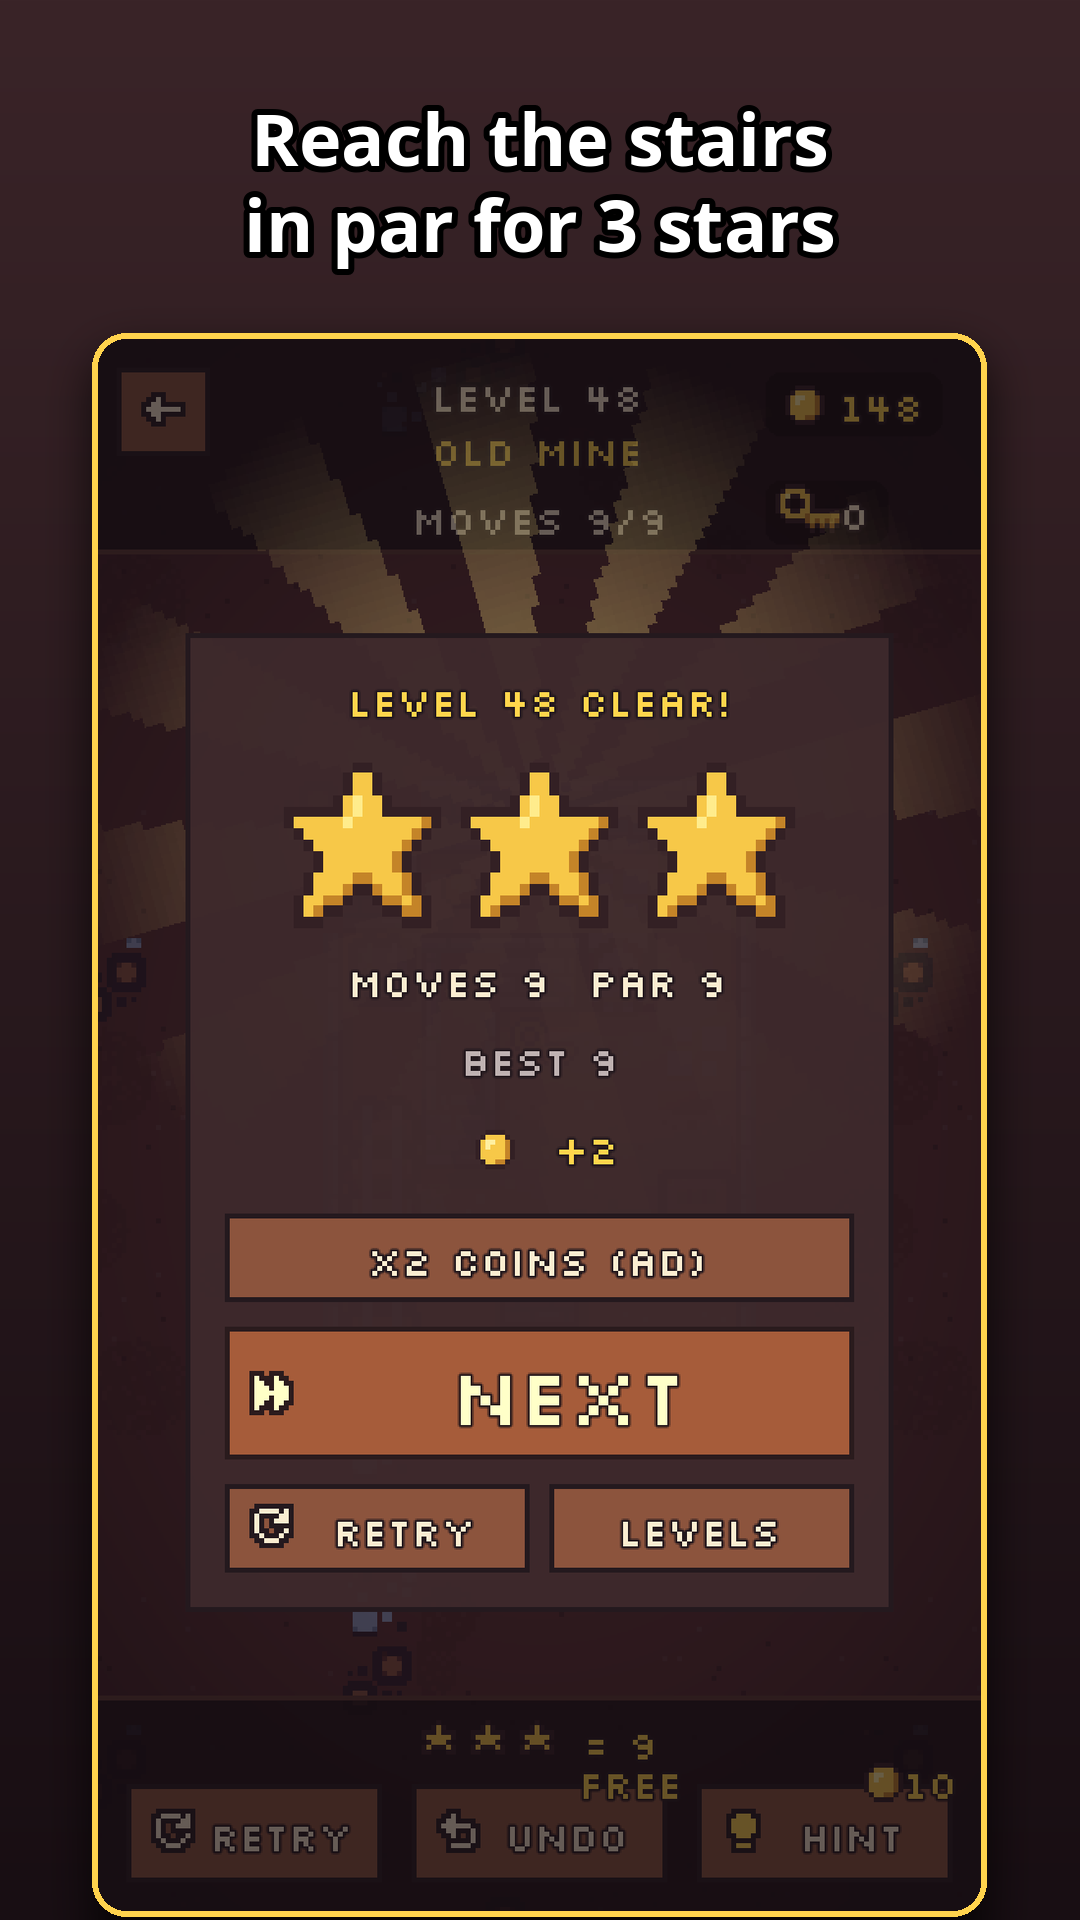 Reach the stairs
in par for 3 stars
LEVEL 48
148
OLD MINE
MOVES 9/9
0
LEVEL 48 CLEAR!
MOVES 9 PAR 9
BEST 9
+2
X2 COINS (AD)
NEXT
RETRY
LEVELS
= 9
FREE
10
RETRY
UNDO
HINT